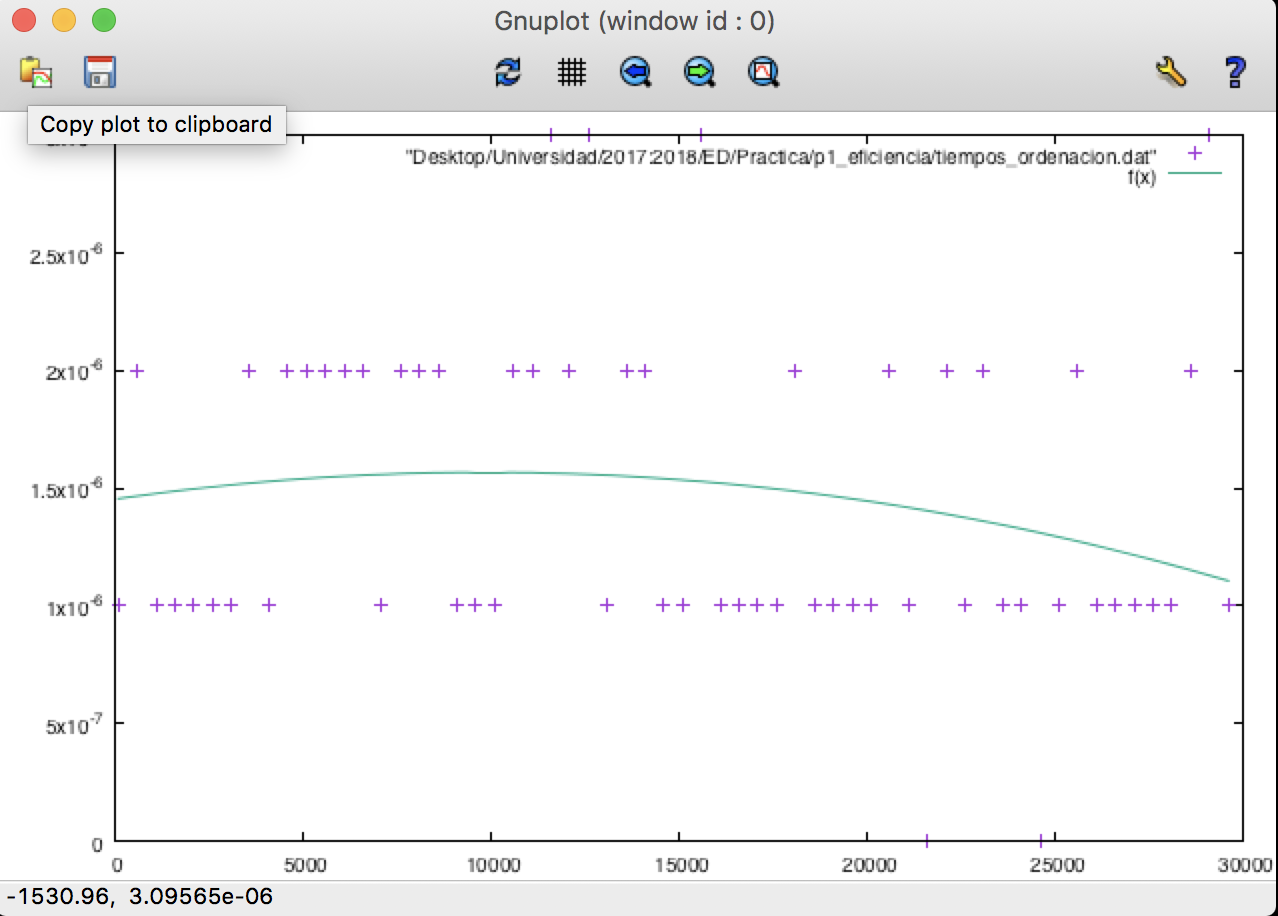 Gnuplot (window id : 0)
Copy plot to clipboard
"Desktop/Universidad/2017:2018/ED/Practica/p1_eficiencia/tiempos_ordenacion.dat"
f(x)
2.5x10⁻⁶
2x10⁻⁶
1.5x10⁻⁶
1x10⁻⁶
5x10⁻⁷
0
0 5000 10000 15000 20000 25000 30000
-1530.96, 3.09565e-06